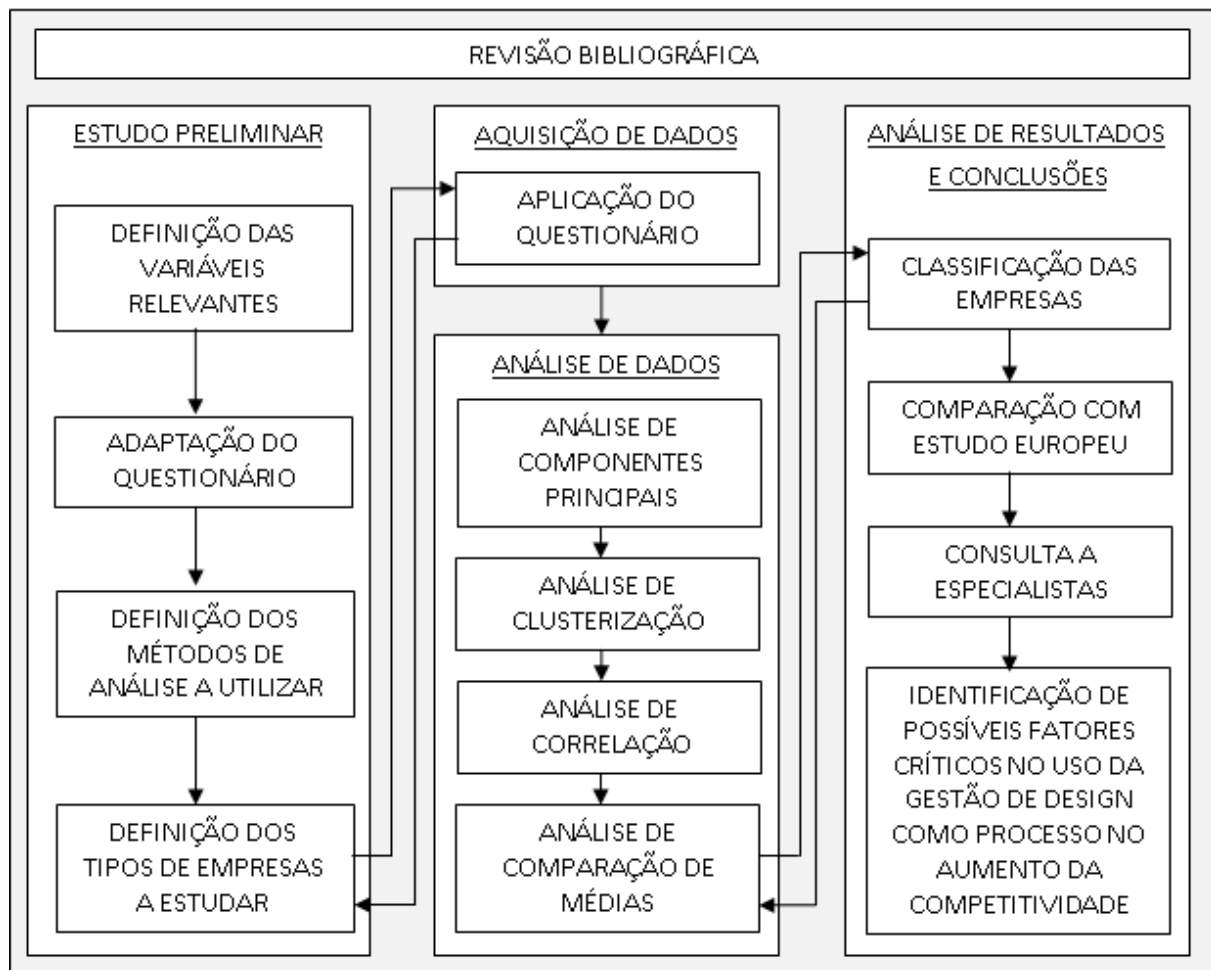 REVISÃO BIBLIOGRÁFICA
ESTUDO PRELIMINAR
DEFINIÇÃO DAS
VARIÁVEIS
RELEVANTES
ADAPTAÇÃO DO
QUESTIONÁRIO
DEFINIÇÃO DOS
MÉTODOS DE
ANÁLISE A UTILIZAR
DEFINIÇÃO DOS
TIPOS DE EMPRESAS
A ESTUDAR
AQUISIÇÃO DE DADOS
APLICAÇÃO DO
QUESTIONÁRIO
ANÁLISE DE DADOS
ANÁLISE DE
COMPONENTES
PRINCIPAIS
ANÁLISE DE
CLUSTERIZAÇÃO
ANÁLISE DE
CORRELAÇÃO
ANÁLISE DE
COMPARAÇÃO DE
MÉDIAS
ANÁLISE DE RESULTADOS
E CONCLUSÕES
CLASSIFICAÇÃO DAS
EMPRESAS
COMPARAÇÃO COM
ESTUDO EUROPEU
CONSULTA A
ESPECIALISTAS
IDENTIFICAÇÃO DE
POSSÍVEIS FATORES
CRÍTICOS NO USO DA
GESTÃO DE DESIGN
COMO PROCESSO NO
AUMENTO DA
COMPETITIVIDADE